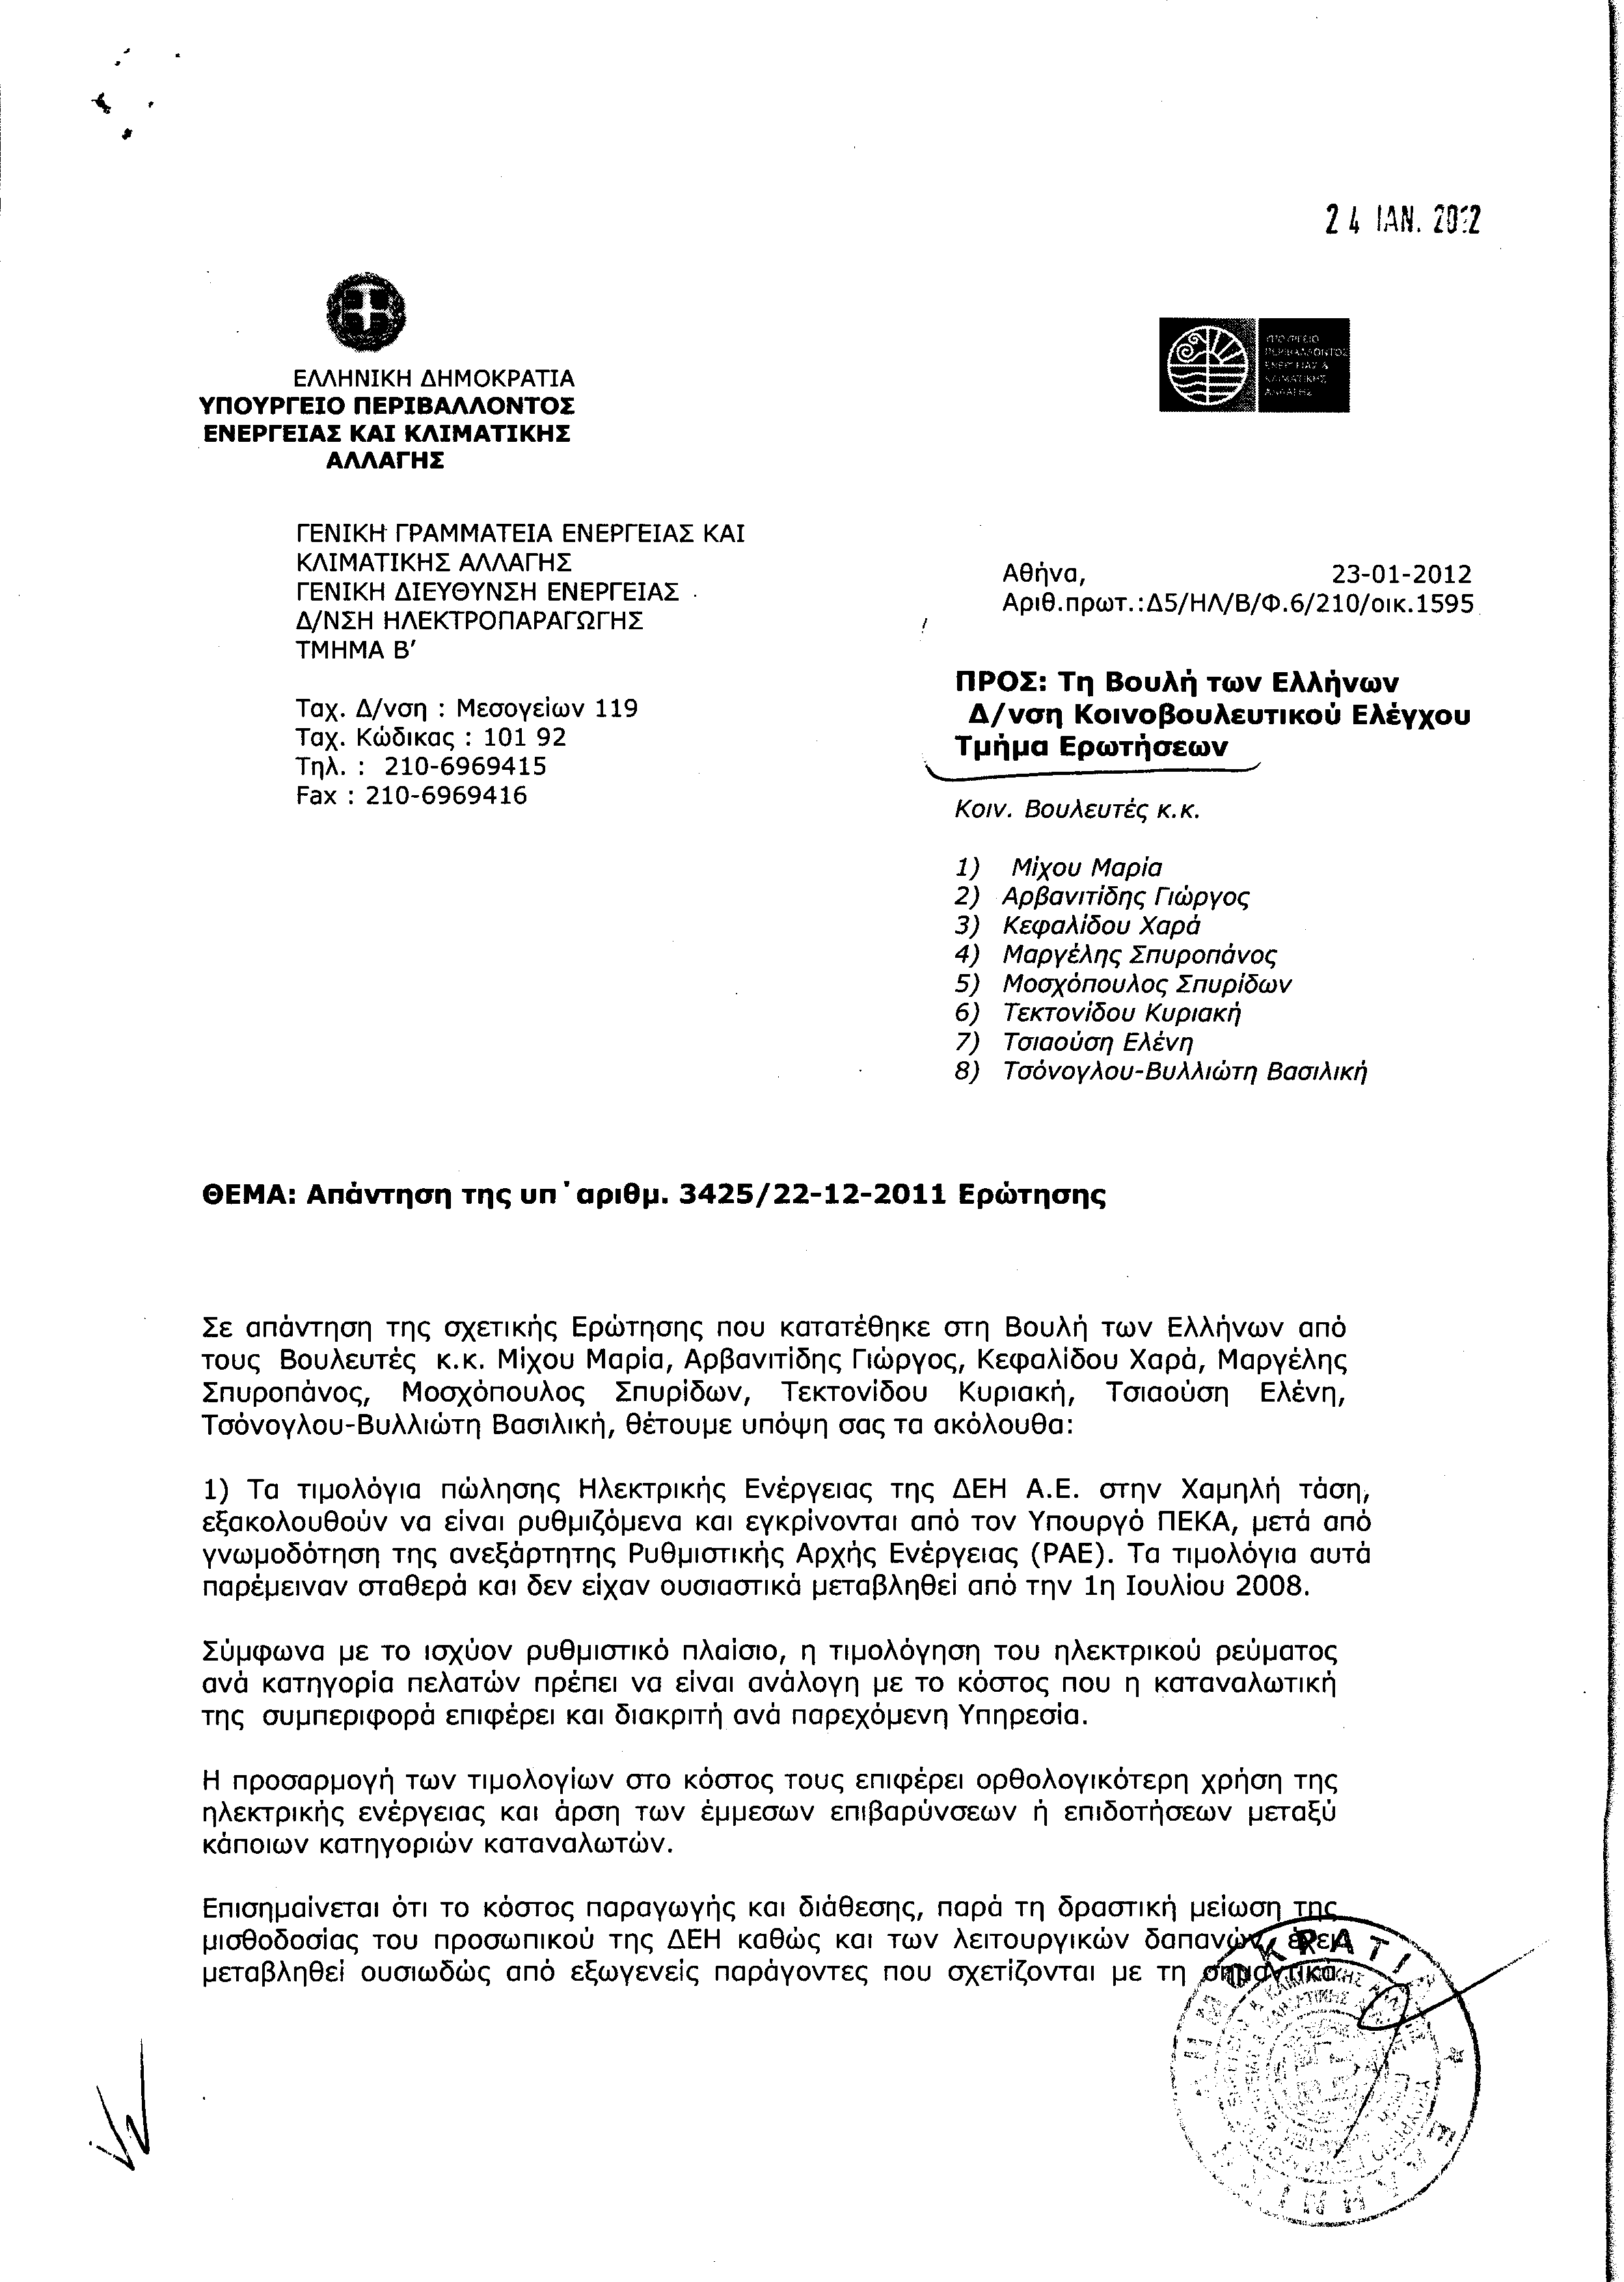 24 ΙΑΝ. 2012
ΕΛΛΗΝΙΚΗ ΔΗΜΟΚΡΑΤΙΑ
ΥΠΟΥΡΓΕΙΟ ΠΕΡΙΒΑΛΛΟΝΤΟΣ
ΕΝΕΡΓΕΙΑΣ ΚΑΙ ΚΛΙΜΑΤΙΚΗΣ
ΑΛΛΑΓΗΣ
ΥΠΟΥΡΓΕΙΟ
ΠΕΡΙΒΑΛΛΟΝΤΟΣ
ΕΝΕΡΓΕΙΑΣ &
ΚΛΙΜΑΤΙΚΗΣ
ΑΛΛΑΓΗΣ
ΓΕΝΙΚΗ ΓΡΑΜΜΑΤΕΙΑ ΕΝΕΡΓΕΙΑΣ ΚΑΙ
ΚΛΙΜΑΤΙΚΗΣ ΑΛΛΑΓΗΣ
ΓΕΝΙΚΗ ΔΙΕΥΘΥΝΣΗ ΕΝΕΡΓΕΙΑΣ
Δ/ΝΣΗ ΗΛΕΚΤΡΟΠΑΡΑΓΩΓΗΣ
ΤΜΗΜΑ Β'
Ταχ. Δ/νση : Μεσογείων 119
Ταχ. Κώδικας : 101 92
Τηλ. : 210-6969415
Fax : 210-6969416
Αθήνα, 23-01-2012
Αριθ.πρωτ.:Δ5/ΗΛ/Β/Φ.6/210/οικ.1595
ΠΡΟΣ: Τη Βουλή των Ελλήνων
Δ/νση Κοινοβουλευτικού Ελέγχου
Τμήμα Ερωτήσεων
Κοιν. Βουλευτές κ.κ.
1) Μίχου Μαρία
2) Αρβανιτίδης Γιώργος
3) Κεφαλίδου Χαρά
4) Μαργέλης Σπυροπάνος
5) Μοσχόπουλος Σπυρίδων
6) Τεκτονίδου Κυριακή
7) Τσιαούση Ελένη
8) Τσόνογλου-Βυλλιώτη Βασιλική
ΘΕΜΑ: Απάντηση της υπ΄αριθμ. 3425/22-12-2011 Ερώτησης
Σε απάντηση της σχετικής Ερώτησης που κατατέθηκε στη Βουλή των Ελλήνων από
τους Βουλευτές κ.κ. Μίχου Μαρία, Αρβανιτίδης Γιώργος, Κεφαλίδου Χαρά, Μαργέλης
Σπυροπάνος, Μοσχόπουλος Σπυρίδων, Τεκτονίδου Κυριακή, Τσιαούση Ελένη,
Τσόνογλου-Βυλλιώτη Βασιλική, θέτουμε υπόψη σας τα ακόλουθα:
1) Τα τιμολόγια πώλησης Ηλεκτρικής Ενέργειας της ΔΕΗ Α.Ε. στην Χαμηλή τάση,
εξακολουθούν να είναι ρυθμιζόμενα και εγκρίνονται από τον Υπουργό ΠΕΚΑ, μετά από
γνωμοδότηση της ανεξάρτητης Ρυθμιστικής Αρχής Ενέργειας (ΡΑΕ). Τα τιμολόγια αυτά
παρέμειναν σταθερά και δεν είχαν ουσιαστικά μεταβληθεί από την 1η Ιουλίου 2008.
Σύμφωνα με το ισχύον ρυθμιστικό πλαίσιο, η τιμολόγηση του ηλεκτρικού ρεύματος
ανά κατηγορία πελατών πρέπει να είναι ανάλογη με το κόστος που η καταναλωτική
της συμπεριφορά επιφέρει και διακριτή ανά παρεχόμενη Υπηρεσία.
Η προσαρμογή των τιμολογίων στο κόστος τους επιφέρει ορθολογικότερη χρήση της
ηλεκτρικής ενέργειας και άρση των έμμεσων επιβαρύνσεων ή επιδοτήσεων μεταξύ
κάποιων κατηγοριών καταναλωτών.
Επισημαίνεται ότι το κόστος παραγωγής και διάθεσης, παρά τη δραστική μείωση της
μισθοδοσίας του προσωπικού της ΔΕΗ καθώς και των λειτουργικών δαπανών, έχει
μεταβληθεί ουσιωδώς από εξωγενείς παράγοντες που σχετίζονται με τη σημαντικά